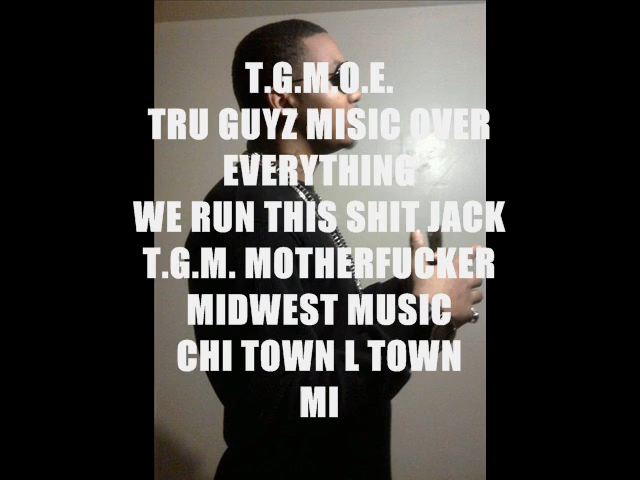 T.G.M.O.E.
TRU GUYZ MISIC OVER
EVERYTHING
WE RUN THIS SHIT JACK
T.G.M. MOTHERFUCKER
MIDWEST MUSIC
CHI TOWN L TOWN
MI